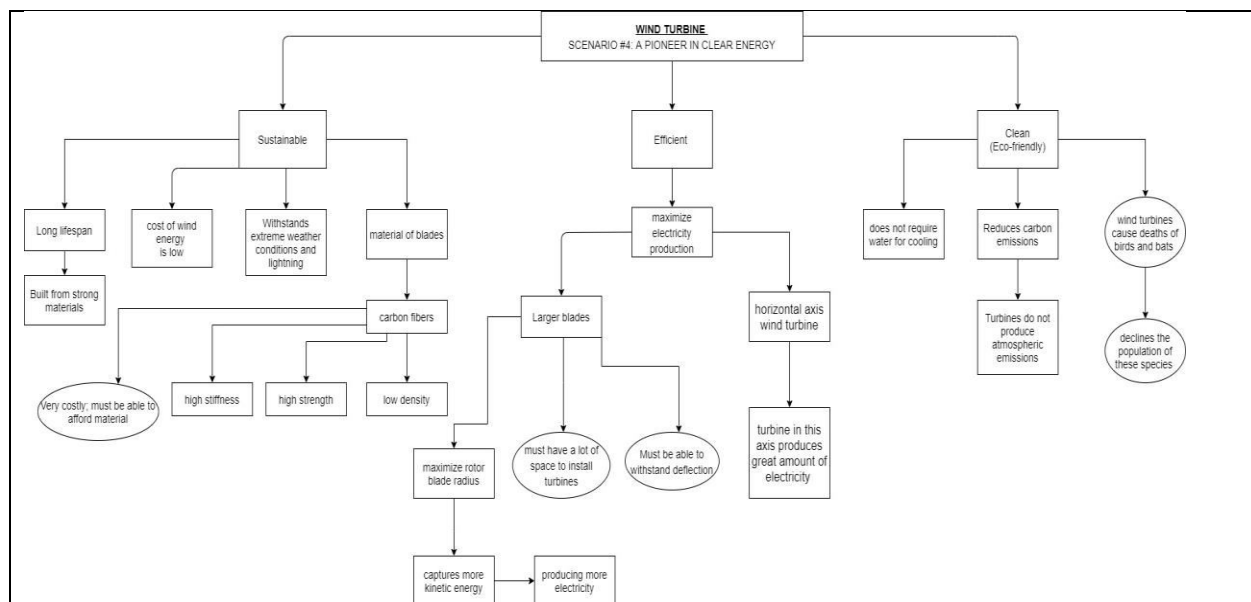 WIND TURBINE
SCENARIO #4: A PIONEER IN CLEAR ENERGY
Sustainable
Efficient
Clean
(Eco-friendly)
Long lifespan
cost of wind
energy
is low
Withstands
extreme weather
conditions and
lightning
material of blades
maximize
electricity
production
does not require
water for cooling
Reduces carbon
emissions
wind turbines
cause deaths of
birds and bats
Built from strong
materials
carbon fibers
Larger blades
horizontal axis
wind turbine
Turbines do not
produce
atmospheric
emissions
declines the
population of
these species
Very costly; must be able to
afford material
high stiffness
high strength
low density
maximize rotor
blade radius
must have a lot of
space to install
turbines
Must be able to
withstand deflection
turbine in this
axis produces
great amount of
electricity
captures more
kinetic energy
producing more
electricity